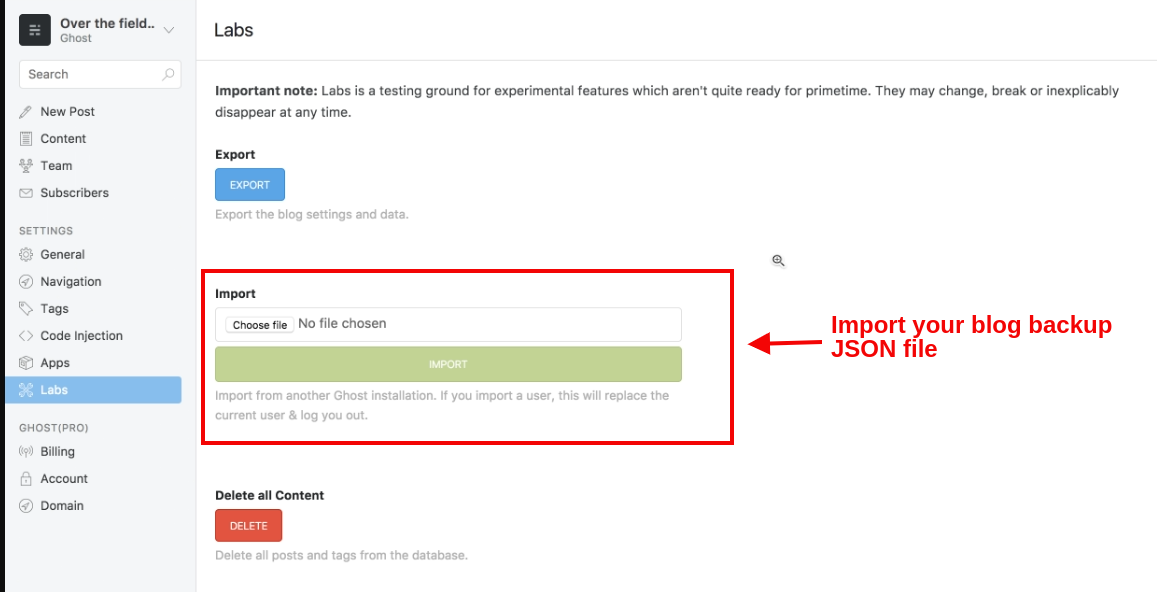 Over the field..
Ghost
Search
New Post
Content
Team
Subscribers
SETTINGS
General
Navigation
Tags
Code Injection
Apps
Labs
GHOST(PRO)
Billing
Account
Domain
Labs
Important note: Labs is a testing ground for experimental features which aren't quite ready for primetime. They may change, break or inexplicably
disappear at any time.
Export
EXPORT
Export the blog settings and data.
Import
Choose file No file chosen
IMPORT
Import from another Ghost installation. If you import a user, this will replace the
current user & log you out.
Import your blog backup
JSON file
Delete all Content
DELETE
Delete all posts and tags from the database.